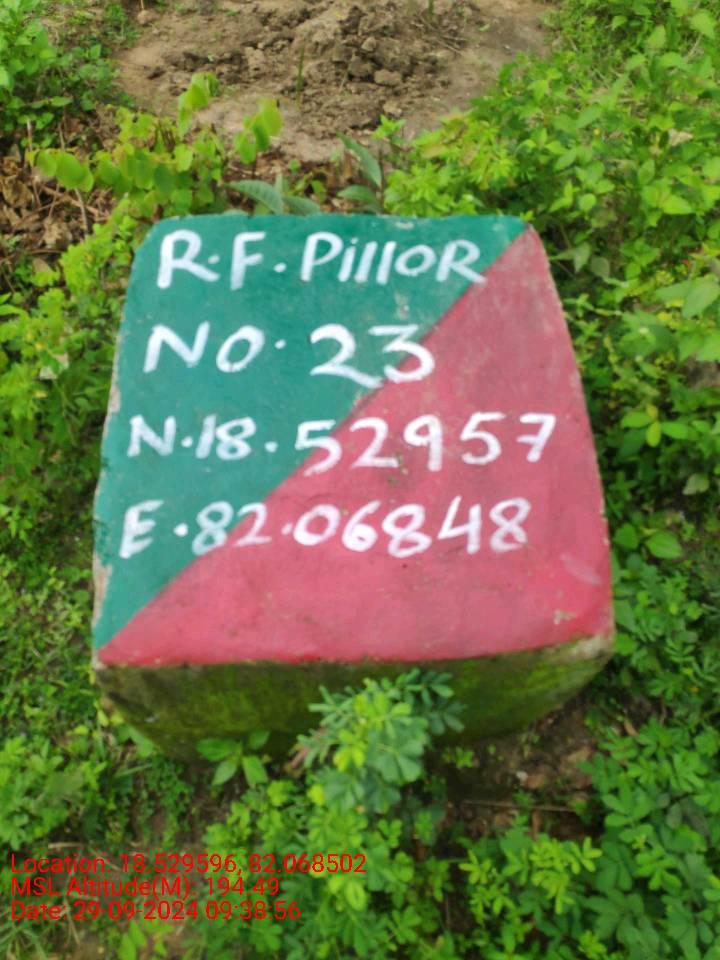 R.F. PillOR
NO. 23
N.18.52957
E.82.06848
Location: 18.529596, 82.068502
MSL Altitude(M): 194.49
Date: 29-09-2024 09:38:56